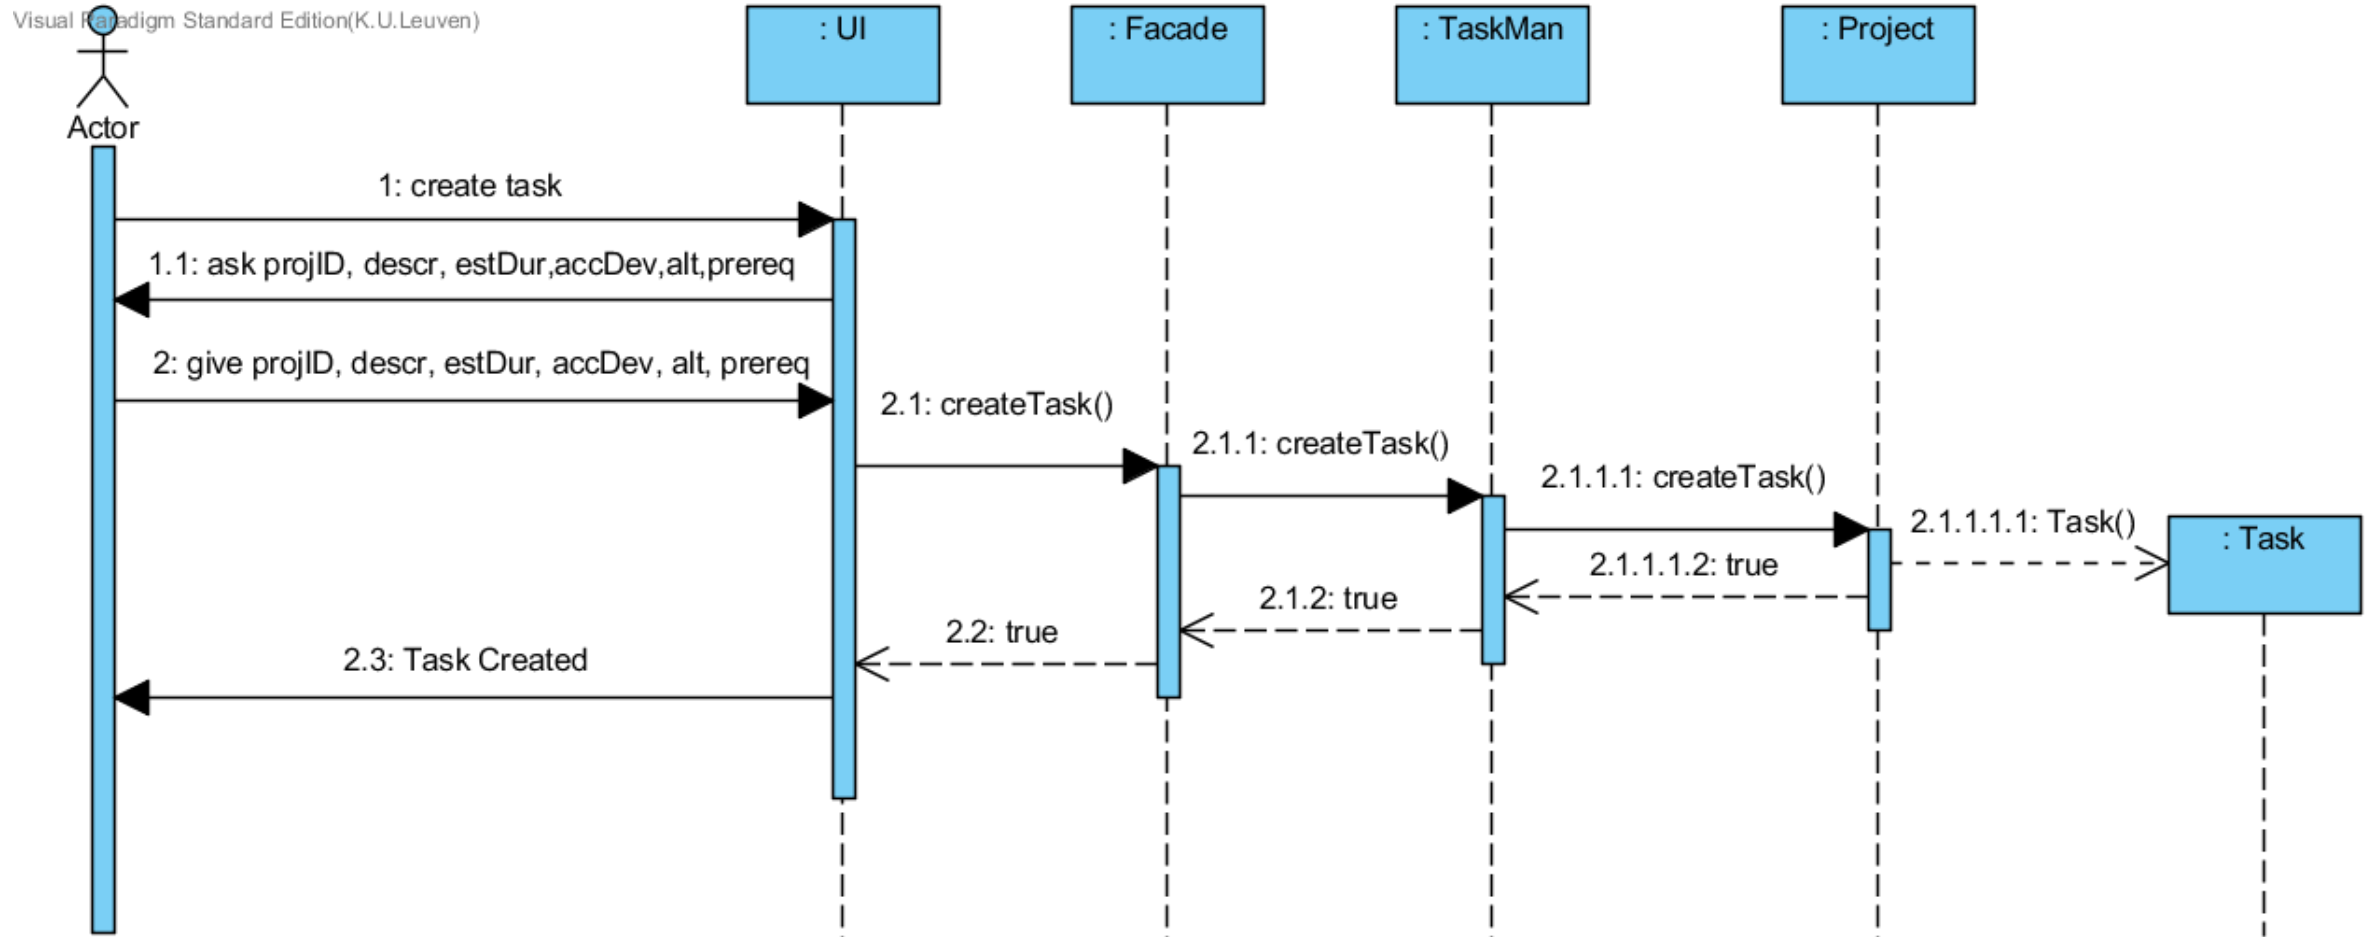 Visual Paradigm Standard Edition(K.U.Leuven)
: UI
: Facade
: TaskMan
: Project
Actor
1: create task
1.1: ask projID, descr, estDur,accDev,alt,prereq
2: give projID, descr, estDur, accDev, alt, prereq
2.1: createTask()
2.1.1: createTask()
2.1.1.1: createTask()
2.1.1.1.1: Task()
: Task
2.1.1.1.2: true
2.1.2: true
2.2: true
2.3: Task Created